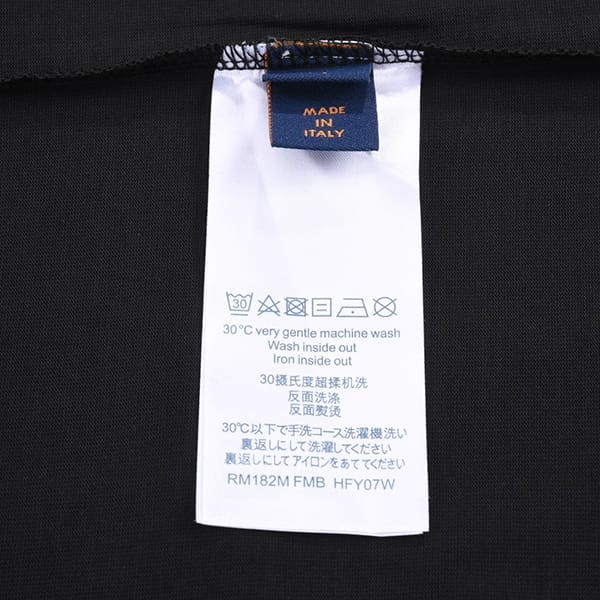 MADE
IN
ITALY
30
30°C very gentle machine wash
Wash inside out
Iron inside out
30摄氏度超揉机洗
反面洗涤
反面熨烫
30℃以下で手洗コース洗濯機洗い
裏返しにして洗濯してください
裏返しにしてアイロンをあててください
RM182M FMB HFY07W